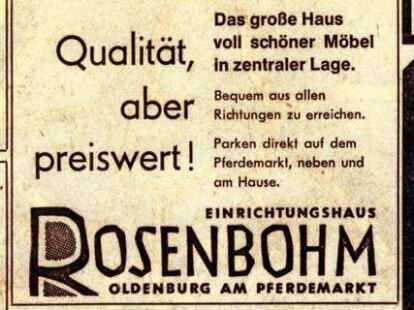 Qualität,
aber
preiswert!
Das große Haus
voll schöner Möbel
in zentraler Lage.
Bequem aus allen
Richtungen zu erreichen.
Parken direkt auf dem
Pferdemarkt, neben und
am Hause.
EINRICHTUNGSHAUS
ROSENBOHM
OLDENBURG AM PFERDEMARKT